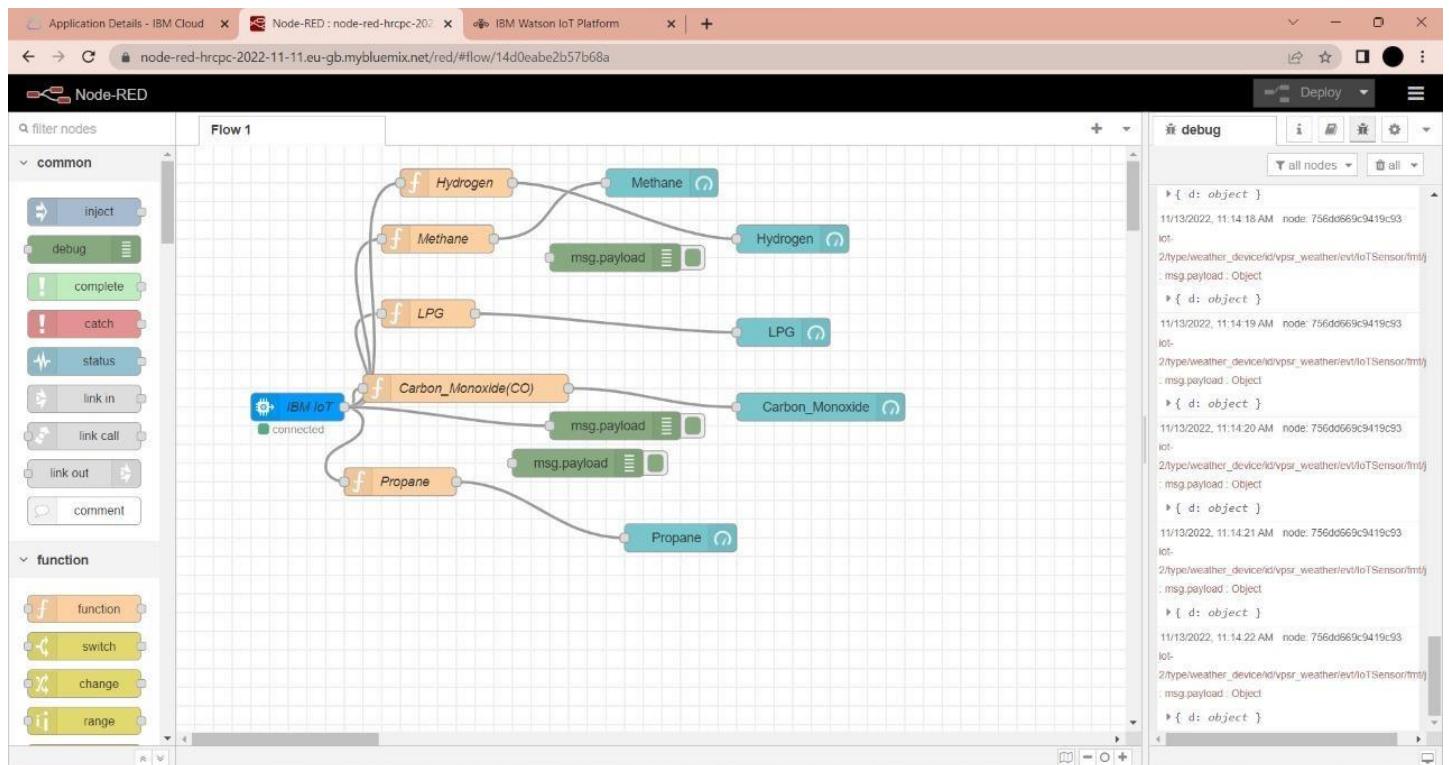 Application Details - IBM Cloud
Node-RED : node-red-hrcpc-202
IBM Watson IoT Platform
node-red-hrcpc-2022-11-11.eu-gb.mybluemix.net/red/#flow/14d0eabe2b57b68a
Node-RED
Deploy
filter nodes
Flow 1
debug
i
all nodes
all
common
inject
debug
complete
catch
status
link in
link call
link out
comment
function
function
switch
change
range
Hydrogen
Methane
Methane
Hydrogen
msg.payload
LPG
LPG
Carbon_Monoxide(CO)
IBM IoT
connected
Carbon_Monoxide
msg.payload
msg.payload
Propane
Propane
{ d: object }
11/13/2022, 11:14:18 AM node: 756dd669c9419c93
iot-
2/type/weather_device/id/vpsr_weather/evt/IoTSensor/fmt/j
: msg.payload : Object
{ d: object }
11/13/2022, 11:14:19 AM node: 756dd669c9419c93
iot-
2/type/weather_device/id/vpsr_weather/evt/IoTSensor/fmt/j
: msg.payload : Object
{ d: object }
11/13/2022, 11:14:20 AM node: 756dd669c9419c93
iot-
2/type/weather_device/id/vpsr_weather/evt/IoTSensor/fmt/j
: msg.payload : Object
{ d: object }
11/13/2022, 11:14:21 AM node: 756dd669c9419c93
iot-
2/type/weather_device/id/vpsr_weather/evt/IoTSensor/fmt/j
: msg.payload : Object
{ d: object }
11/13/2022, 11:14:22 AM node: 756dd669c9419c93
iot-
2/type/weather_device/id/vpsr_weather/evt/IoTSensor/fmt/j
: msg.payload : Object
{ d: object }